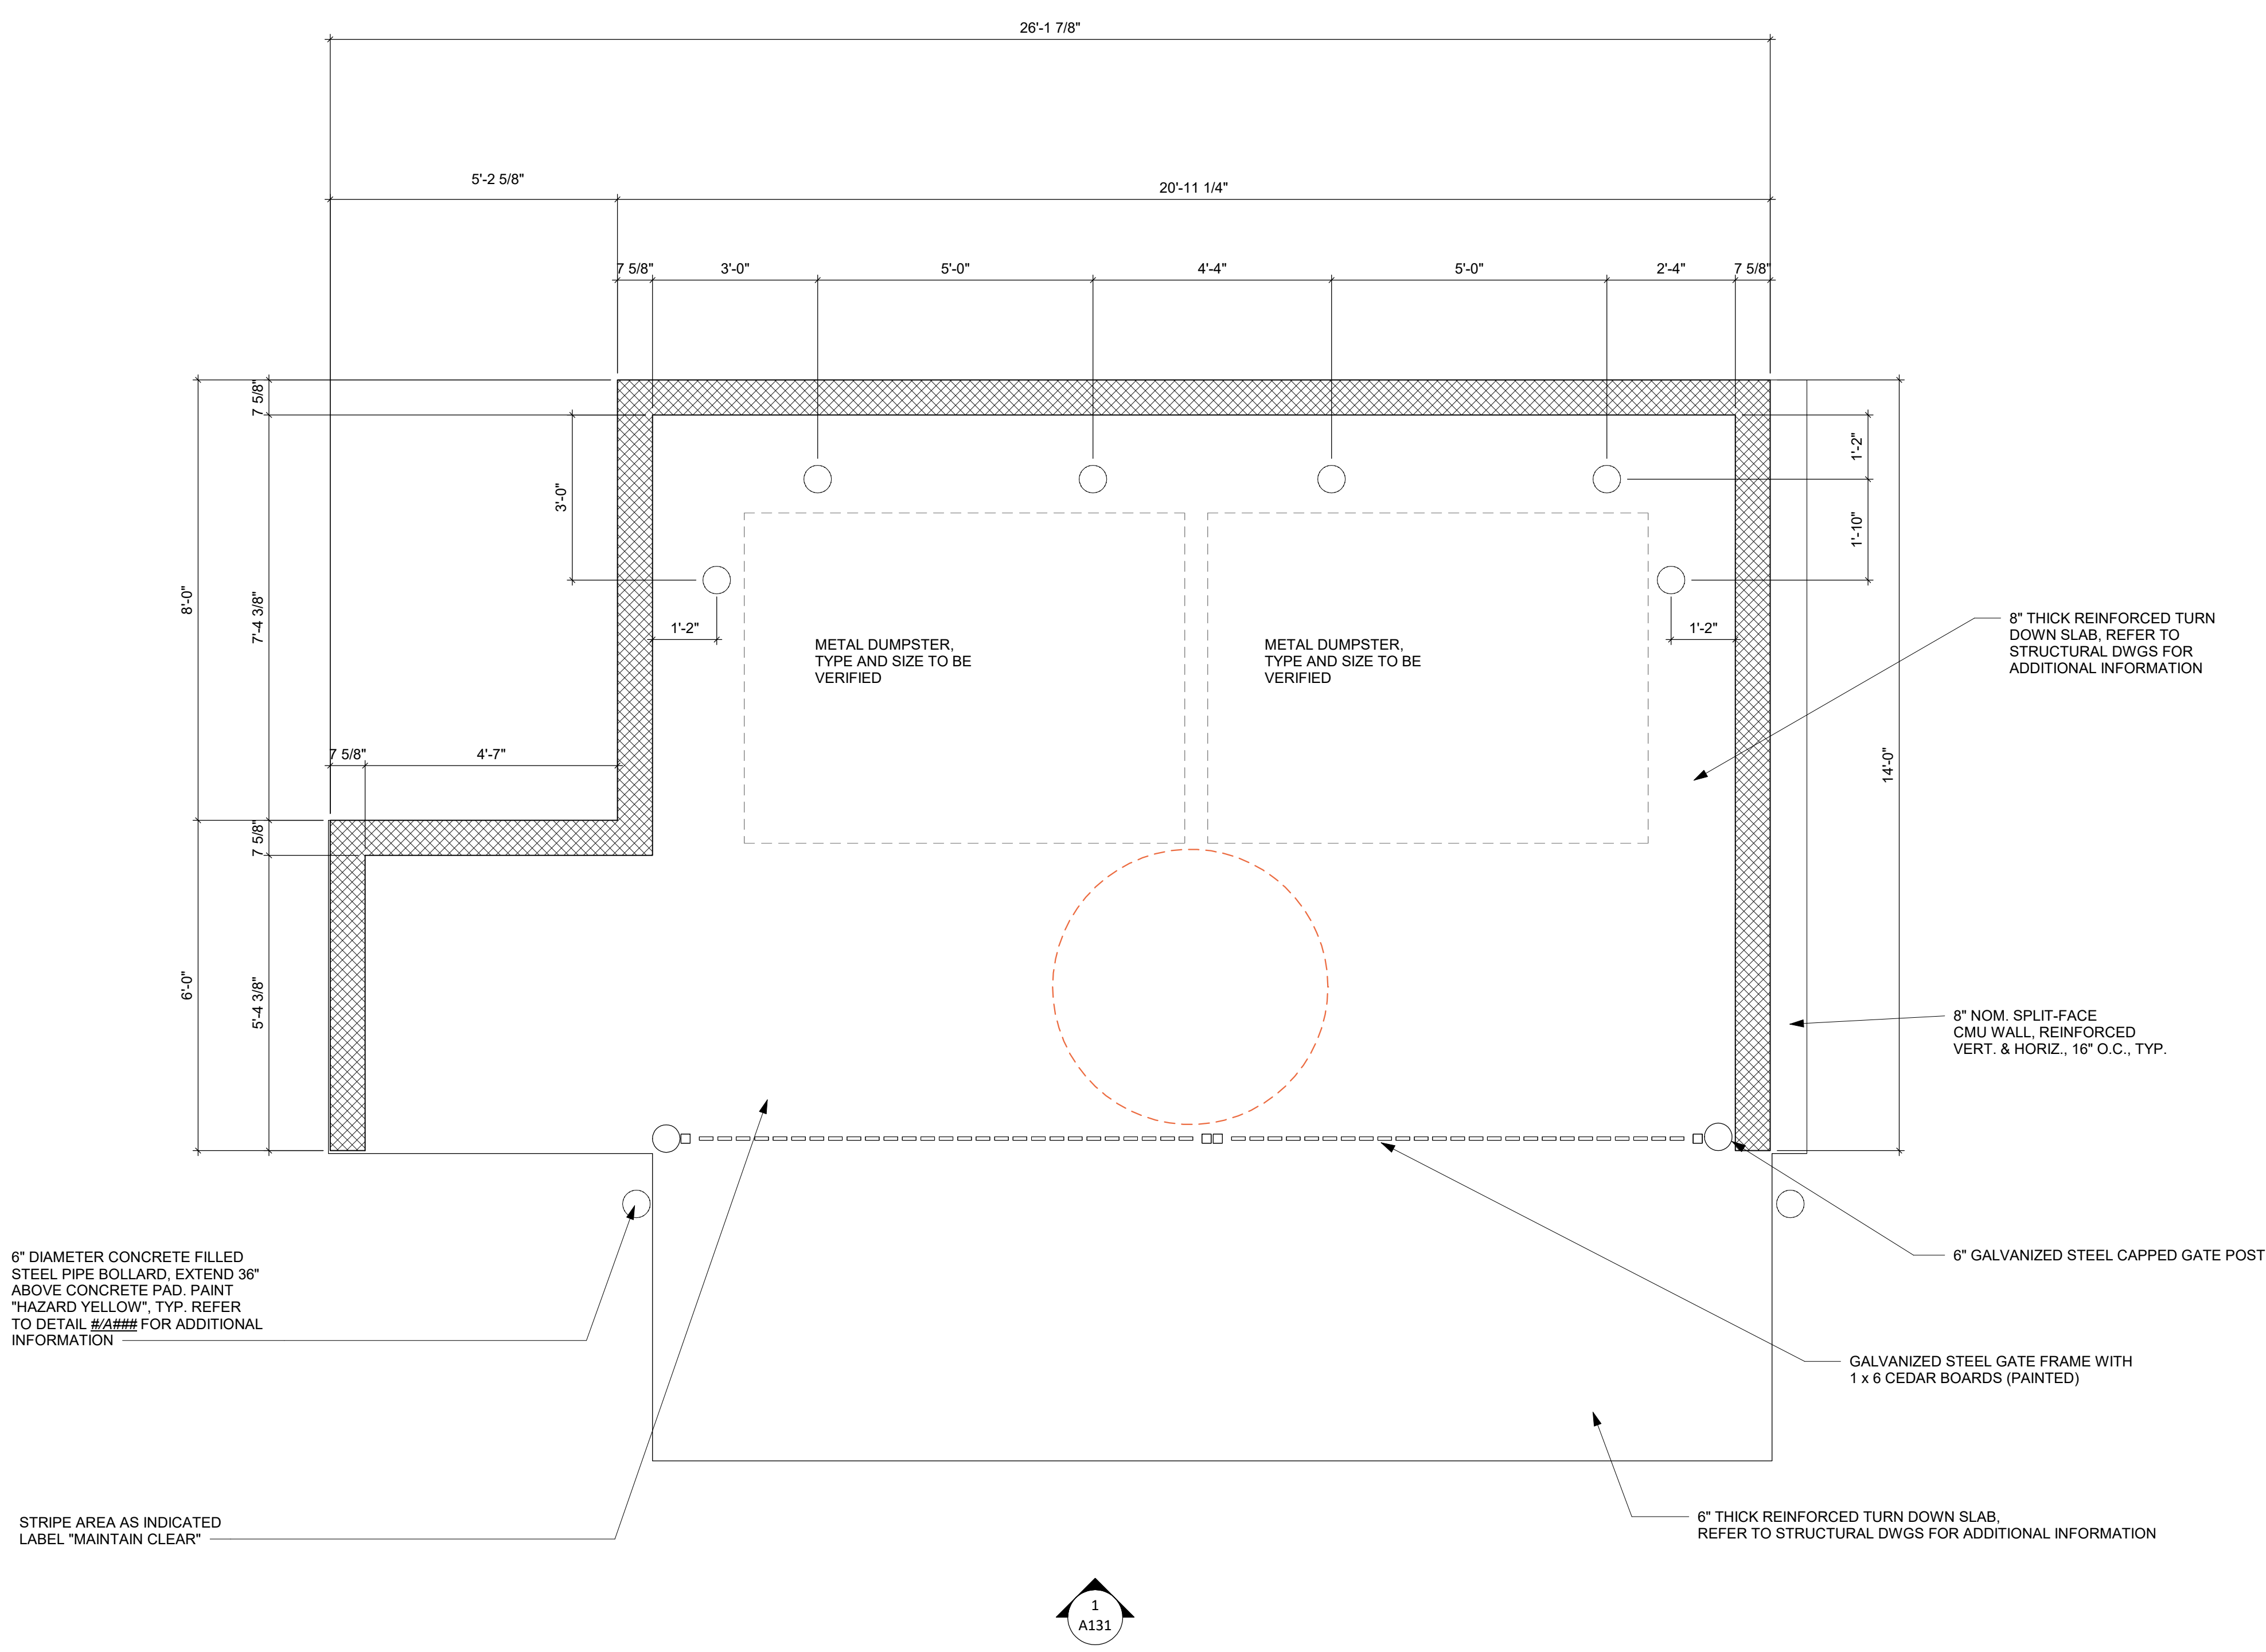 26'-1 7/8"
5'-2 5/8"
20'-11 1/4"
7 5/8"
3'-0"
5'-0"
4'-4"
5'-0"
2'-4"
7 5/8"
7 5/8"
1'-2"
3'-0"
1'-10"
8'-0"
7'-4 3/8"
1'-2"
1'-2"
METAL DUMPSTER,
TYPE AND SIZE TO BE
VERIFIED
METAL DUMPSTER,
TYPE AND SIZE TO BE
VERIFIED
8" THICK REINFORCED TURN
DOWN SLAB, REFER TO
STRUCTURAL DWGS FOR
ADDITIONAL INFORMATION
7 5/8"
4'-7"
14'-0"
7 5/8"
6'-0"
5'-4 3/8"
8" NOM. SPLIT-FACE
CMU WALL, REINFORCED
VERT. & HORIZ., 16" O.C., TYP.
6" DIAMETER CONCRETE FILLED
STEEL PIPE BOLLARD, EXTEND 36"
ABOVE CONCRETE PAD. PAINT
"HAZARD YELLOW", TYP. REFER
TO DETAIL #/A### FOR ADDITIONAL
INFORMATION
6" GALVANIZED STEEL CAPPED GATE POST
GALVANIZED STEEL GATE FRAME WITH
1 x 6 CEDAR BOARDS (PAINTED)
STRIPE AREA AS INDICATED
LABEL "MAINTAIN CLEAR"
6" THICK REINFORCED TURN DOWN SLAB,
REFER TO STRUCTURAL DWGS FOR ADDITIONAL INFORMATION
1
A131